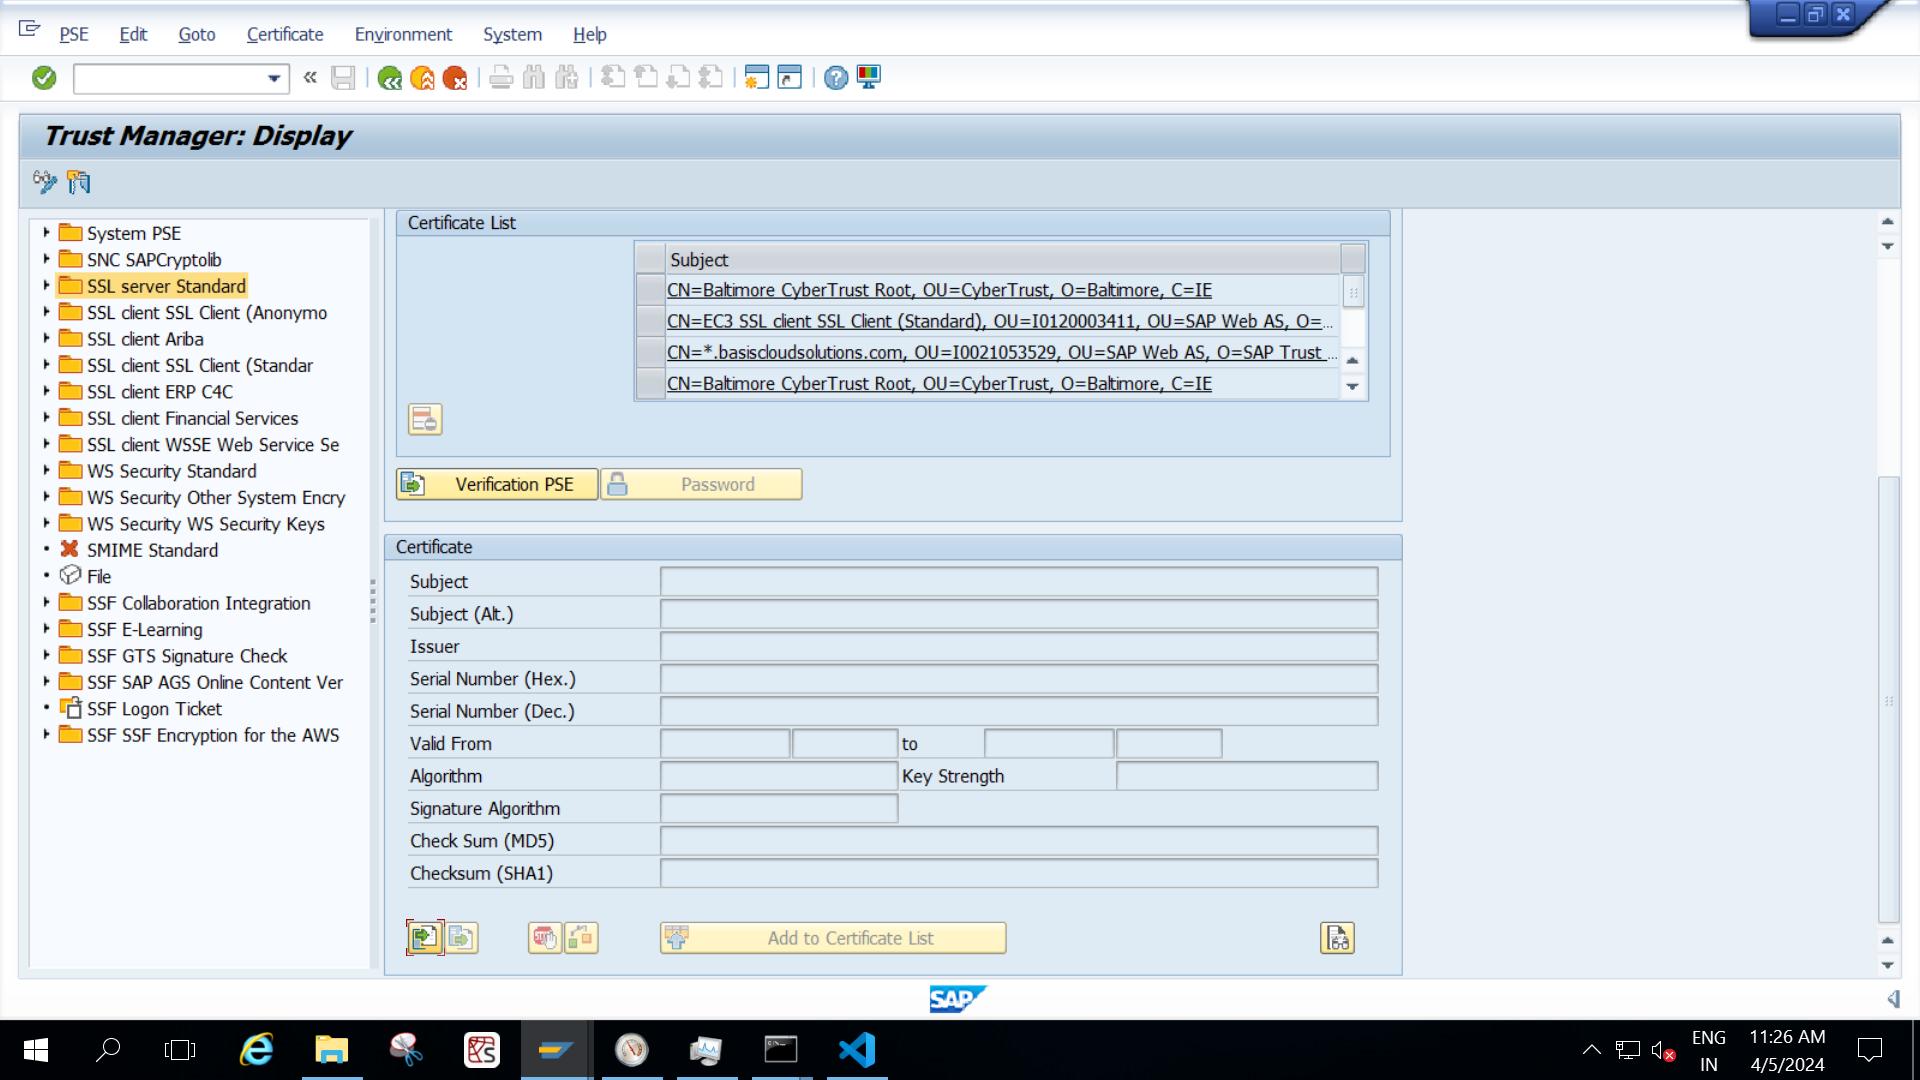 PSE Edit Goto Certificate Environment System Help
Trust Manager: Display
System PSE
SNC SAPCryptolib
SSL server Standard
SSL client SSL Client (Anonymo
SSL client Ariba
SSL client SSL Client (Standar
SSL client ERP C4C
SSL client Financial Services
SSL client WSSE Web Service Se
WS Security Standard
WS Security Other System Encry
WS Security WS Security Keys
SMIME Standard
File
SSF Collaboration Integration
SSF E-Learning
SSF GTS Signature Check
SSF SAP AGS Online Content Ver
SSF Logon Ticket
SSF SSF Encryption for the AWS
Certificate List
Subject
CN=Baltimore CyberTrust Root, OU=CyberTrust, O=Baltimore, C=IE
CN=EC3 SSL client SSL Client (Standard), OU=I0120003411, OU=SAP Web AS, O=...
CN=*.basiscloudsolutions.com, OU=I0021053529, OU=SAP Web AS, O=SAP Trust ...
CN=Baltimore CyberTrust Root, OU=CyberTrust, O=Baltimore, C=IE
Verification PSE Password
Certificate
Subject
Subject (Alt.)
Issuer
Serial Number (Hex.)
Serial Number (Dec.)
Valid From to
Algorithm Key Strength
Signature Algorithm
Check Sum (MD5)
Checksum (SHA1)
Add to Certificate List
SAP
ENG 11:26 AM
IN 4/5/2024